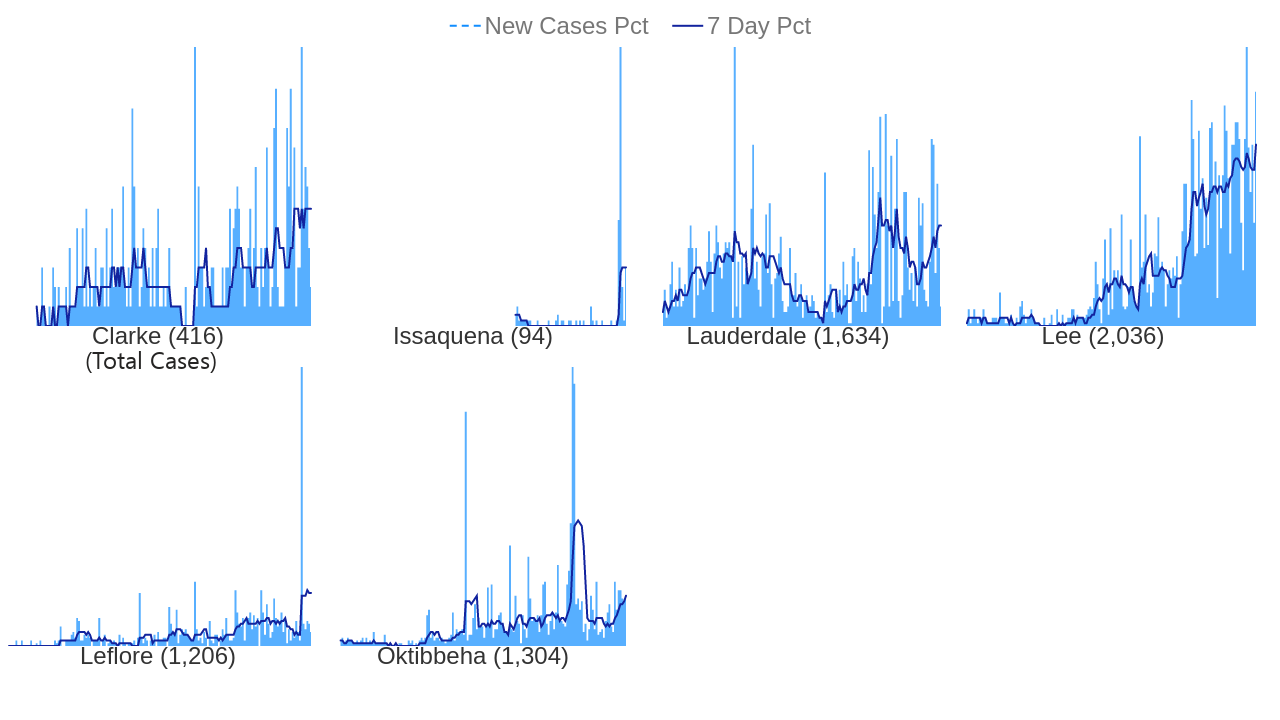 New Cases Pct 7 Day Pct
Clarke (416) Issaquena (94) Lauderdale (1,634) Lee (2,036)
(Total Cases)
Leflore (1,206) Oktibbeha (1,304)